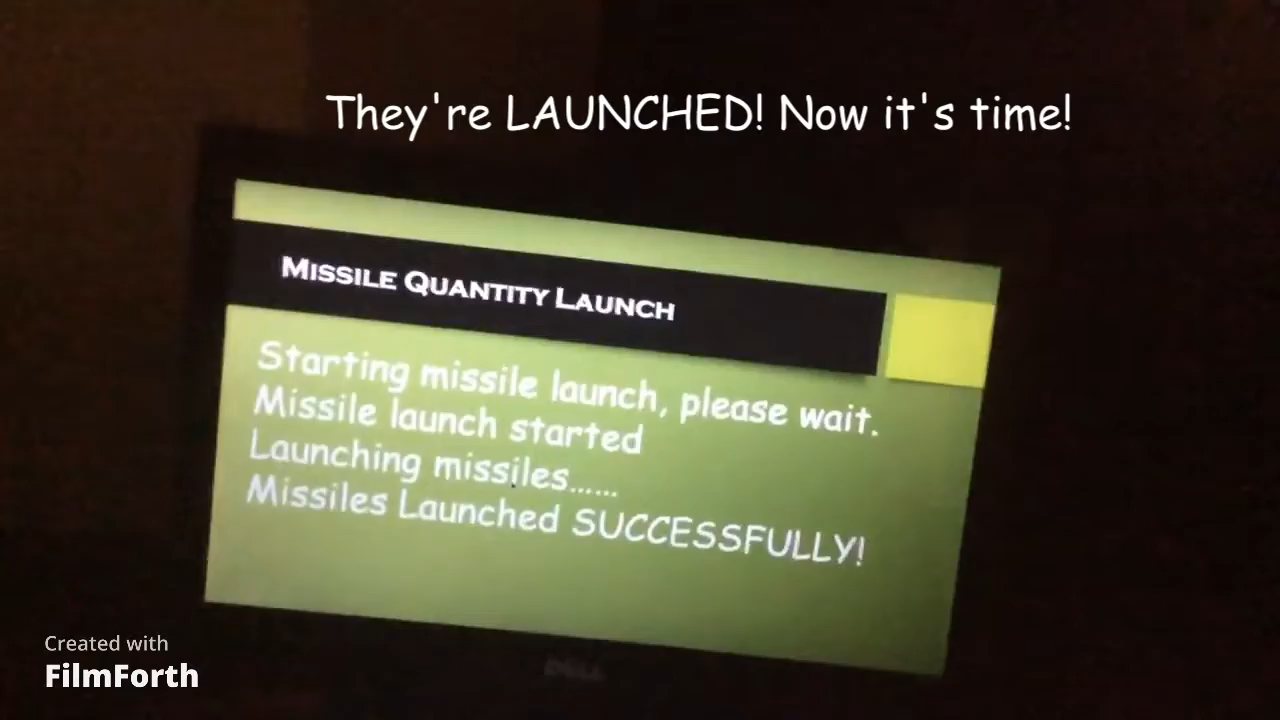 They're LAUNCHED! Now it's time!
Missile Quantity Launch
Starting missile launch, please wait.
Missile launch started
Launching missiles......
Missiles Launched SUCCESSFULLY!
DELL
Created with
FilmForth